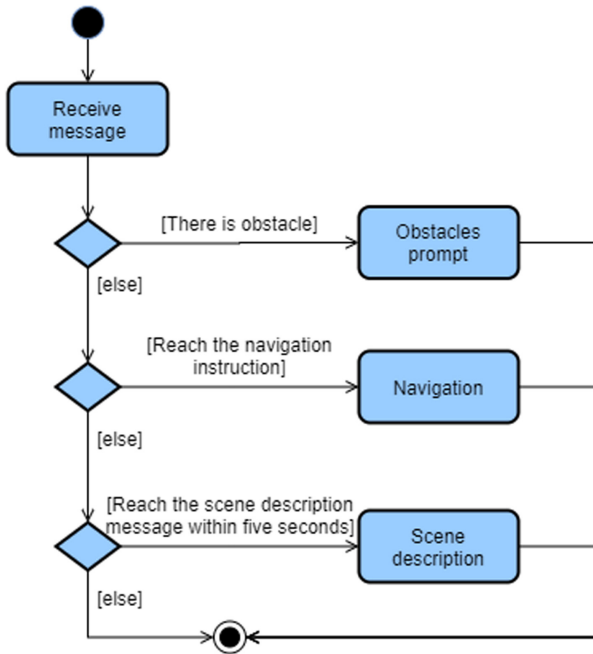 Receive
message
[There is obstacle]
Obstacles
prompt
[else]
[Reach the navigation
instruction]
Navigation
[else]
[Reach the scene description
message within five seconds]
Scene
description
[else]